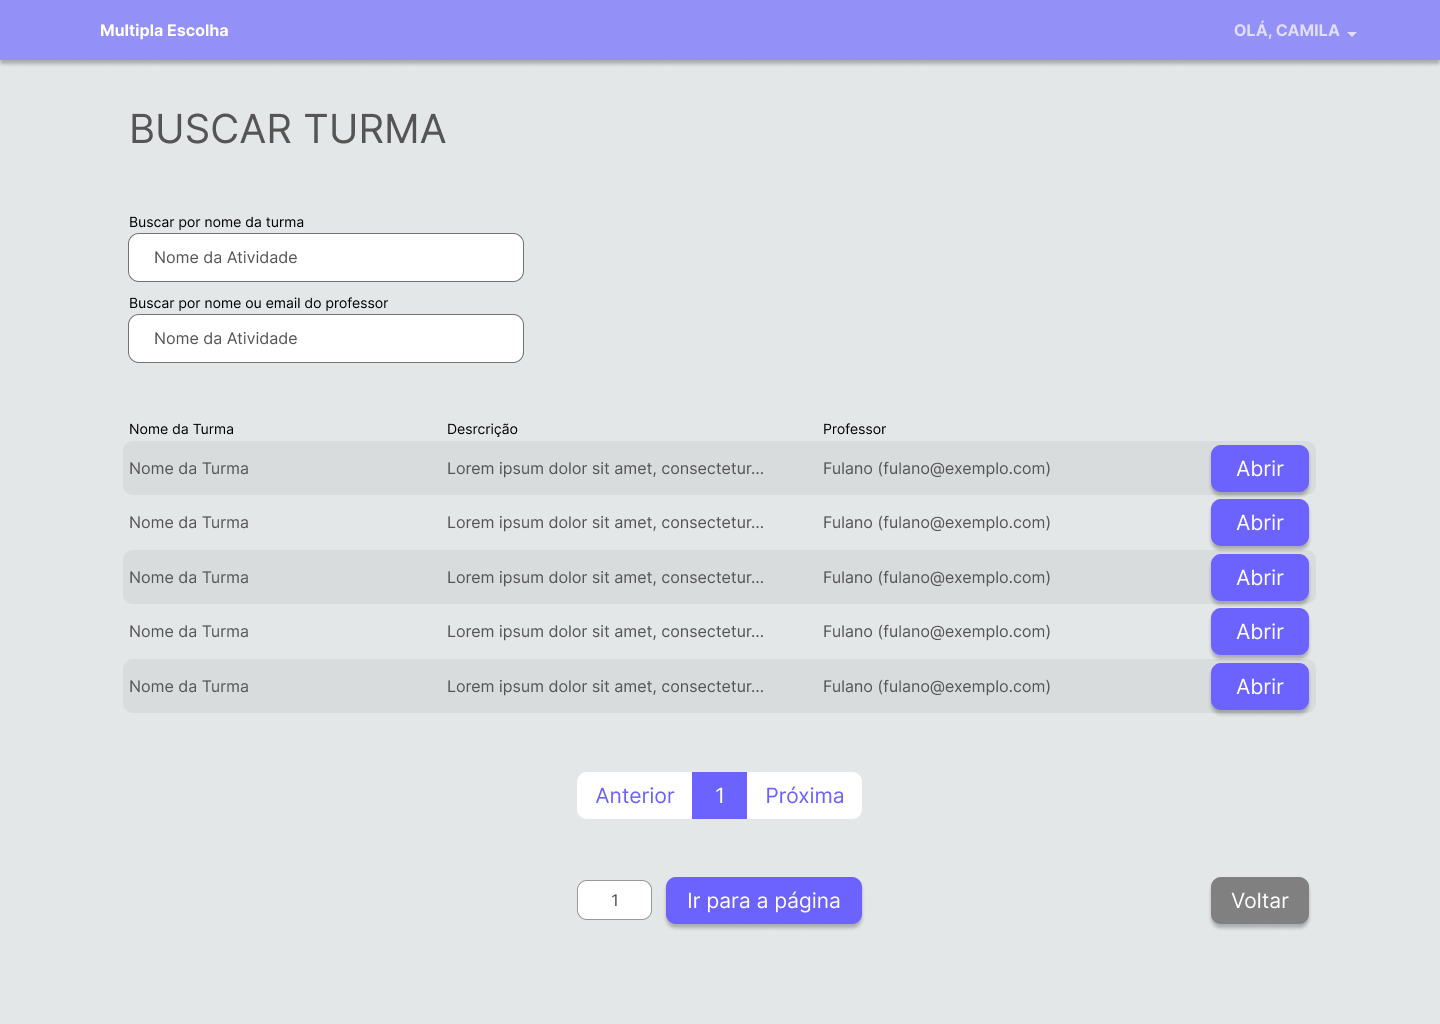 Multipla Escolha
OLÁ, CAMILA
BUSCAR TURMA
Buscar por nome da turma
Nome da Atividade
Buscar por nome ou email do professor
Nome da Atividade
Nome da Turma Desrcrição Professor
Nome da Turma Lorem ipsum dolor sit amet, consectetur... Fulano (fulano@exemplo.com) Abrir
Nome da Turma Lorem ipsum dolor sit amet, consectetur... Fulano (fulano@exemplo.com) Abrir
Nome da Turma Lorem ipsum dolor sit amet, consectetur... Fulano (fulano@exemplo.com) Abrir
Nome da Turma Lorem ipsum dolor sit amet, consectetur... Fulano (fulano@exemplo.com) Abrir
Nome da Turma Lorem ipsum dolor sit amet, consectetur... Fulano (fulano@exemplo.com) Abrir
Anterior 1 Próxima
1 Ir para a página Voltar